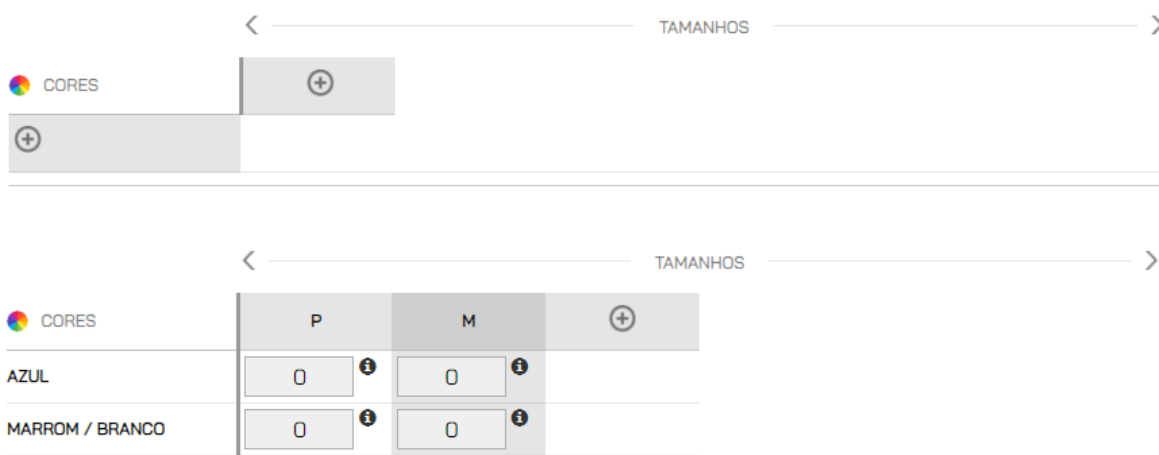 TAMANHOS
CORES
TAMANHOS
CORES P M
AZUL 0 0
MARROM / BRANCO 0 0